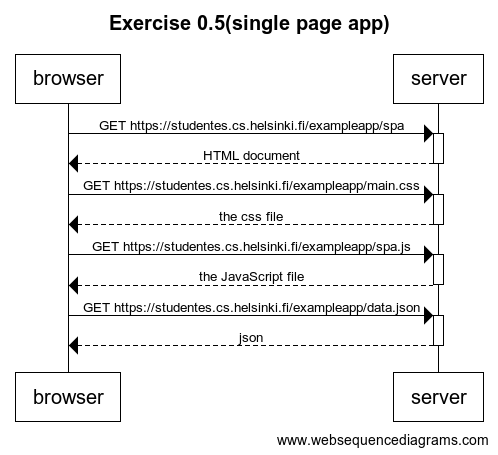 Exercise 0.5(single page app)
browser
server
GET https://studentes.cs.helsinki.fi/exampleapp/spa
HTML document
GET https://studentes.cs.helsinki.fi/exampleapp/main.css
the css file
GET https://studentes.cs.helsinki.fi/exampleapp/spa.js
the JavaScript file
GET https://studentes.cs.helsinki.fi/exampleapp/data.json
json
browser
server
www.websequencediagrams.com